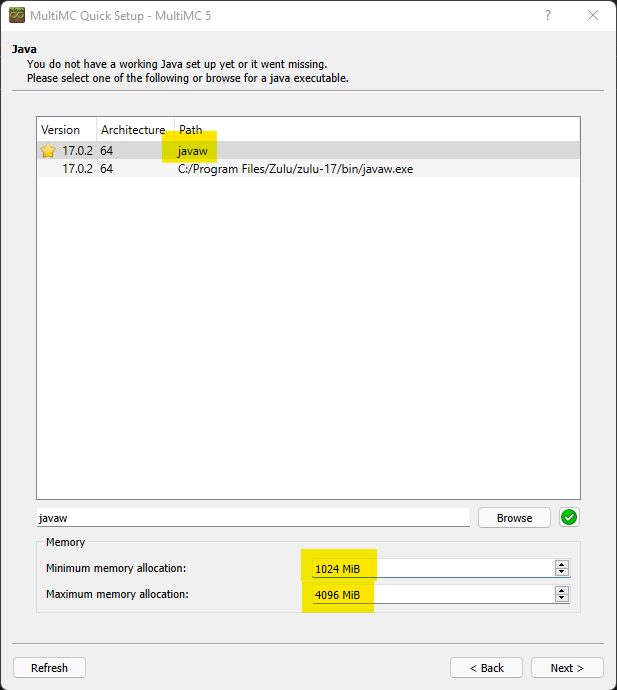 MultiMC Quick Setup - MultiMC 5
?
Java
You do not have a working Java set up yet or it went missing.
Please select one of the following or browse for a java executable.
Version Architecture Path
17.0.2 64 javaw
17.0.2 64 C:/Program Files/Zulu/zulu-17/bin/javaw.exe
javaw Browse
Memory
Minimum memory allocation: 1024 MiB
Maximum memory allocation: 4096 MiB
Refresh < Back Next >